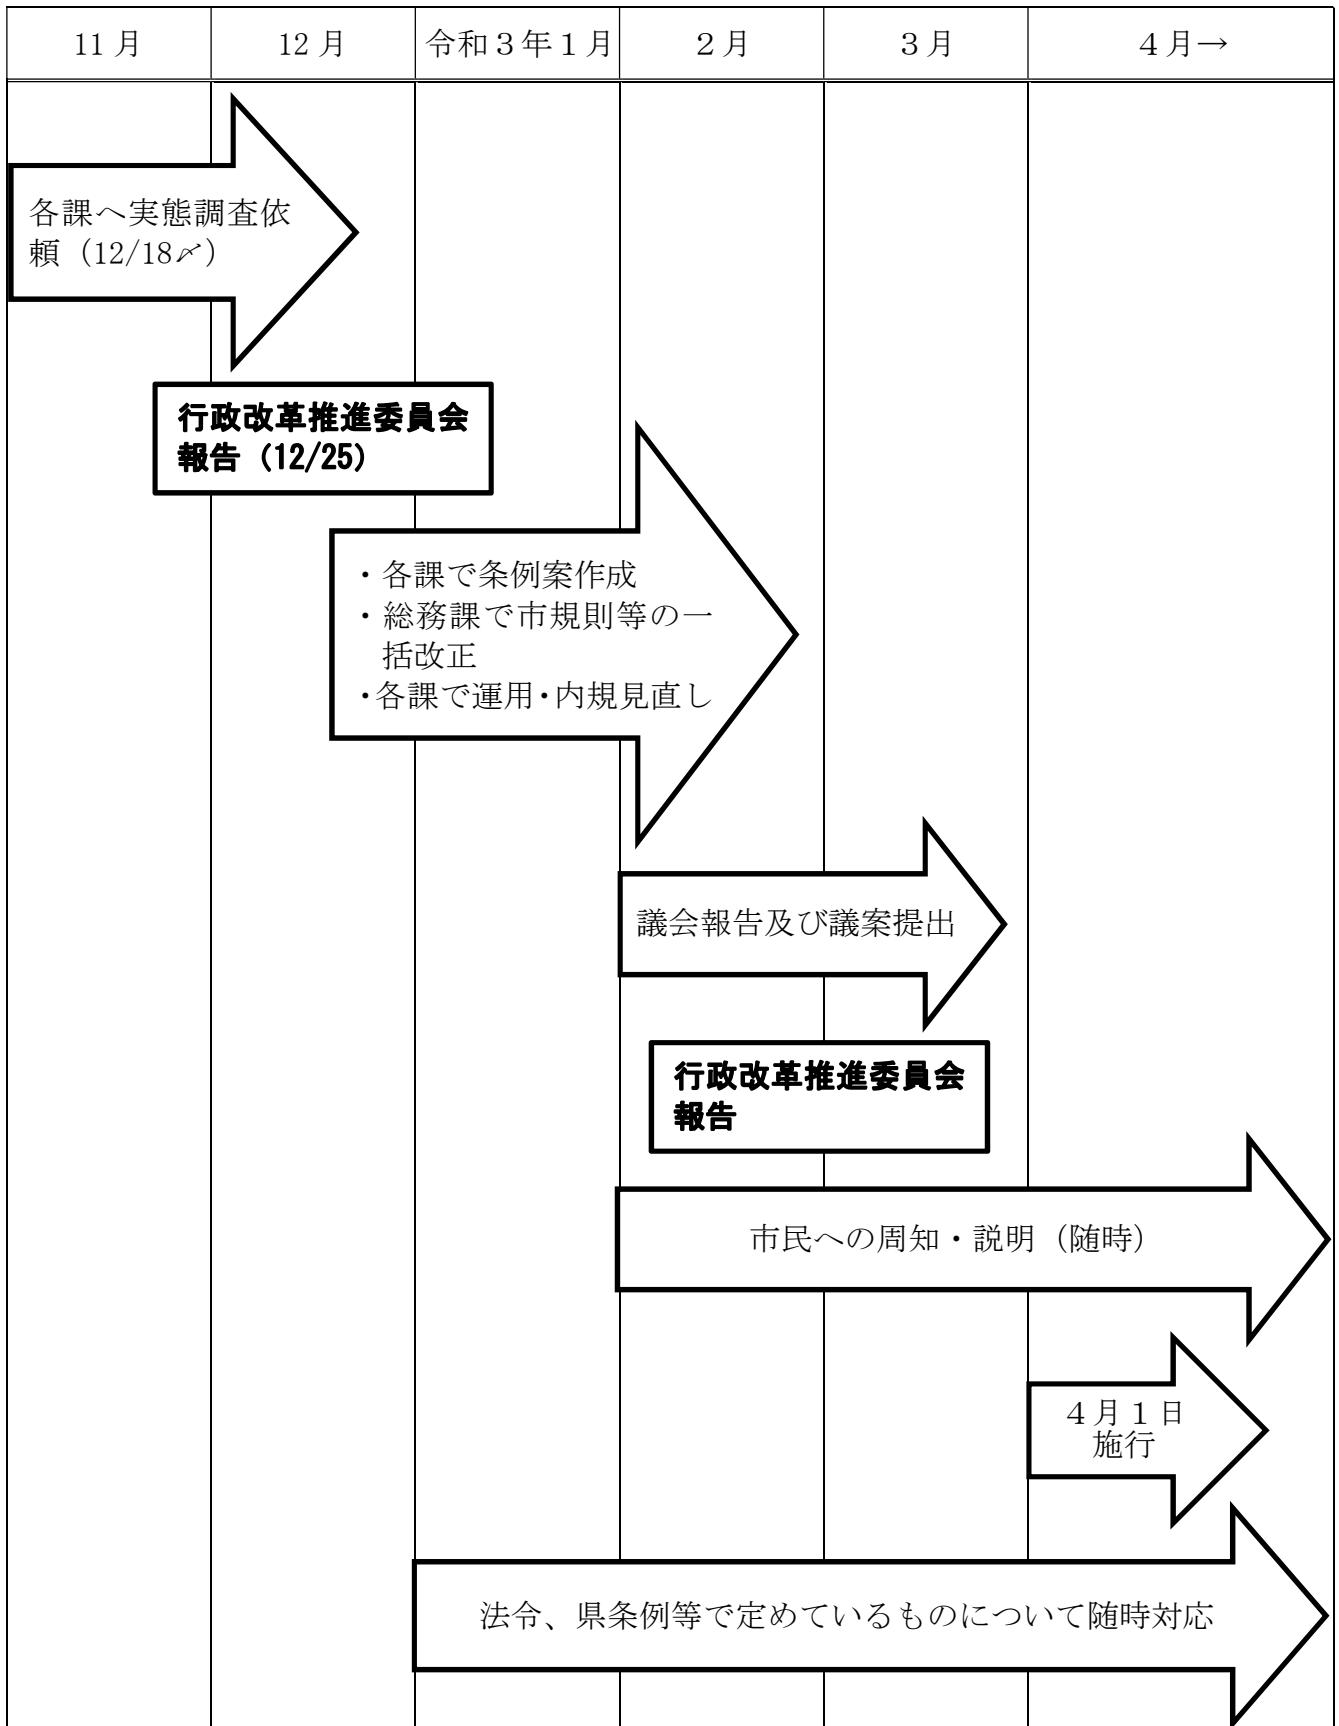 11月 12月 令和３年１月 ２月 ３月 ４月→
各課へ実態調査依
頼（12/18〆）
行政改革推進委員会
報告（12/25）
・各課で条例案作成
・総務課で市規則等の一
括改正
・各課で運用・内規見直し
議会報告及び議案提出
行政改革推進委員会
報告
市民への周知・説明（随時）
４月１日
施行
法令、県条例等で定めているものについて随時対応